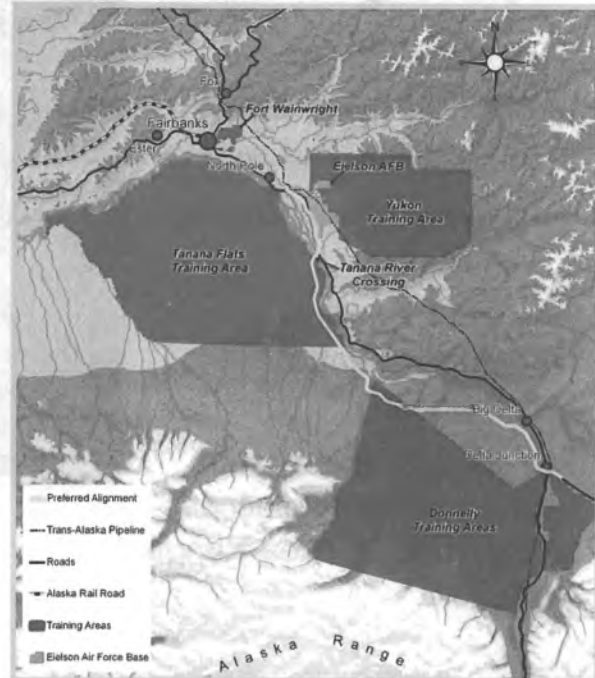 Fox
Fort Wainwright
Fairbanks
Ester
North Pole
Eielson AFB
Yukon
Training Area
Tanana Flats
Training Area
Tanana River
Crossing
Big Delta
Delta Junction
Donnelly
Training Areas
Preferred Alignment
Trans-Alaska Pipeline
Roads
Alaska Rail Road
Training Areas
Eielson Air Force Base
Alaska Range